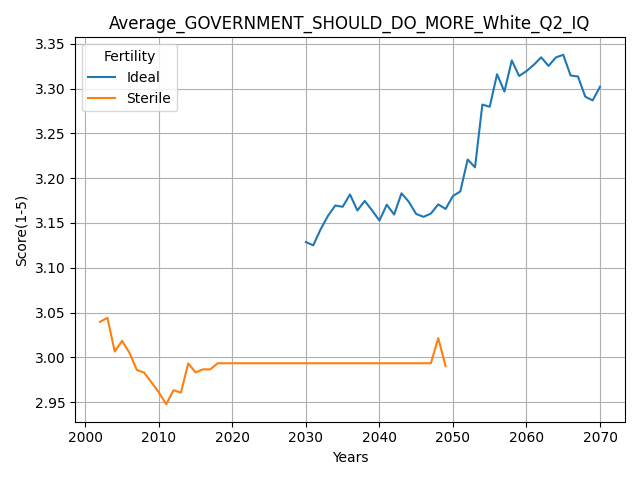 Average_GOVERNMENT_SHOULD_DO_MORE_White_Q2_IQ
Fertility
Ideal
Sterile
Score(1-5)
3.35
3.30
3.25
3.20
3.15
3.10
3.05
3.00
2.95
2000 2010 2020 2030 2040 2050 2060 2070
Years